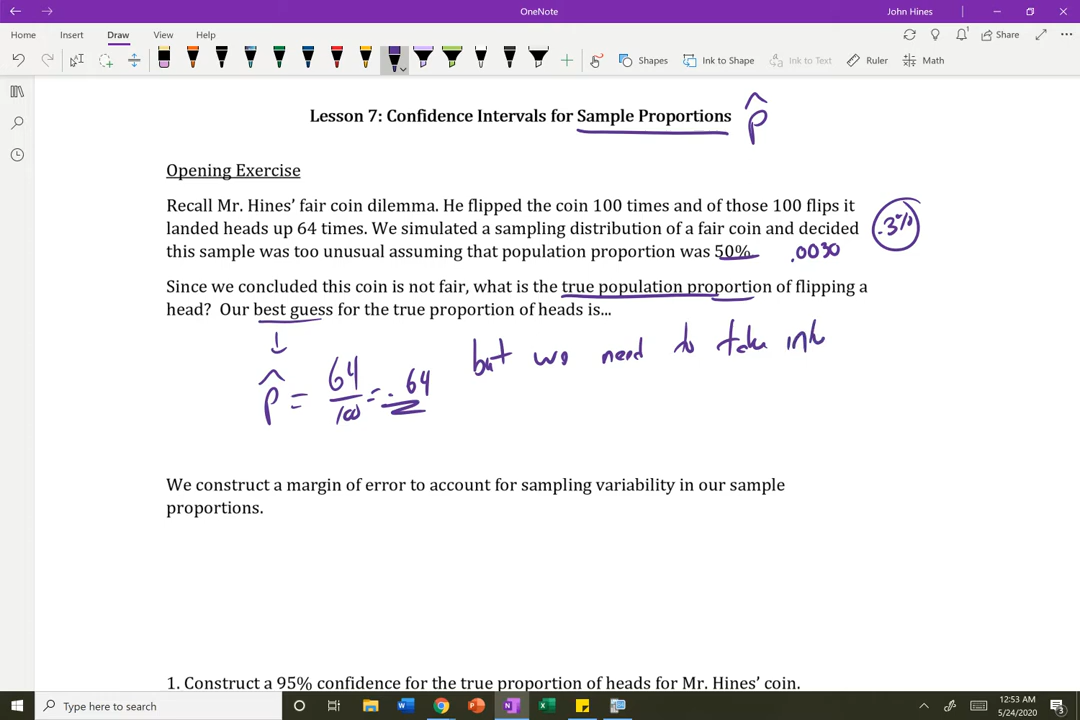 OneNote
John Hines
Home Insert Draw View Help
Share
Shapes Ink to Shape Ink to Text Ruler Math
Lesson 7: Confidence Intervals for Sample Proportions p̂
Opening Exercise
Recall Mr. Hines' fair coin dilemma. He flipped the coin 100 times and of those 100 flips it
landed heads up 64 times. We simulated a sampling distribution of a fair coin and decided .3%
this sample was too unusual assuming that population proportion was 50%. .0030
Since we concluded this coin is not fair, what is the true population proportion of flipping a
head? Our best guess for the true proportion of heads is...
but we need to take into
p̂ = 64/100 = .64
We construct a margin of error to account for sampling variability in our sample
proportions.
1. Construct a 95% confidence for the true proportion of heads for Mr. Hines' coin.
Type here to search
12:53 AM
5/24/2020
3